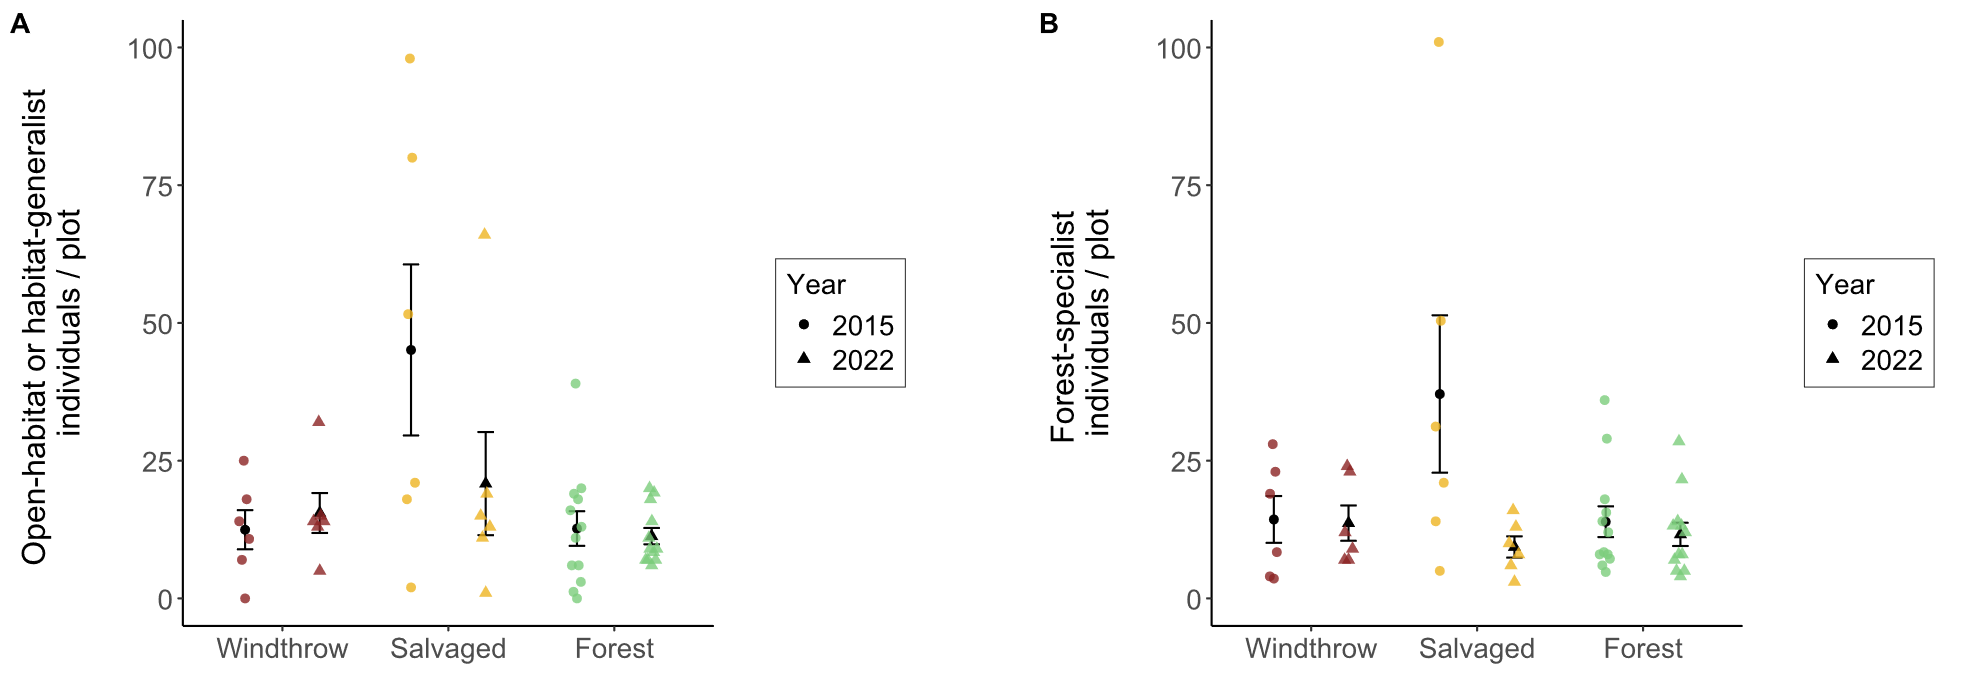 A
Open-habitat or habitat-generalist
individuals / plot
100
75
50
25
0
Windthrow
Salvaged
Forest
Year
2015
2022
B
Forest-specialist
individuals / plot
100
75
50
25
0
Windthrow
Salvaged
Forest
Year
2015
2022